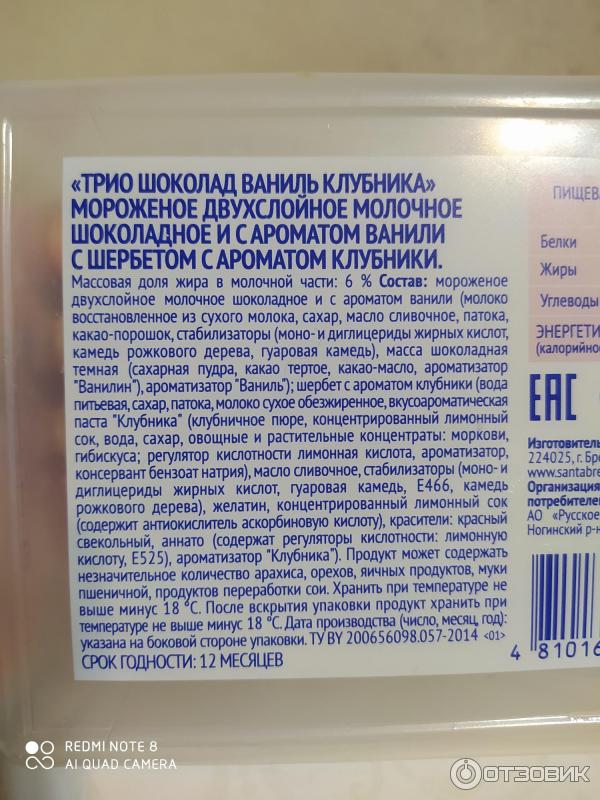 «ТРИО ШОКОЛАД ВАНИЛЬ КЛУБНИКА»
МОРОЖЕНОЕ ДВУХСЛОЙНОЕ МОЛОЧНОЕ
ШОКОЛАДНОЕ И С АРОМАТОМ ВАНИЛИ
С ШЕРБЕТОМ С АРОМАТОМ КЛУБНИКИ.
Массовая доля жира в молочной части: 6 % Состав: мороженое
двухслойное молочное шоколадное и с ароматом ванили (молоко
восстановленное из сухого молока, сахар, масло сливочное, патока,
какао-порошок, стабилизаторы (моно- и диглицериды жирных кислот,
камедь рожкового дерева, гуаровая камедь), масса шоколадная
темная (сахарная пудра, какао тертое, какао-масло, ароматизатор
"Ванилин"), ароматизатор "Ваниль"); шербет с ароматом клубники (вода
питьевая, сахар, патока, молоко сухое обезжиренное, вкусоароматическая
паста "Клубника" (клубничное пюре, концентрированный лимонный
сок, вода, сахар, овощные и растительные концентраты: моркови,
гибискуса; регулятор кислотности лимонная кислота, ароматизатор,
консервант бензоат натрия), масло сливочное, стабилизаторы (моно- и
диглицериды жирных кислот, гуаровая камедь, Е466, камедь
рожкового дерева), желатин, концентрированный лимонный сок
(содержит антиокислитель аскорбиновую кислоту), красители: красный
свекольный, аннато (содержат регуляторы кислотности: лимонную
кислоту, Е525), ароматизатор "Клубника"). Продукт может содержать
незначительное количество арахиса, орехов, яичных продуктов, муки
пшеничной, продуктов переработки сои. Хранить при температуре не
выше минус 18 °С. После вскрытия упаковки продукт хранить при
температуре не выше минус 18 °С. Дата производства (число, месяц, год):
указана на боковой стороне упаковки. ТУ BY 200656098.057-2014 <01>
СРОК ГОДНОСТИ: 12 МЕСЯЦЕВ
ПИЩЕВ
Белки
Жиры
Углеводы
ЭНЕРГЕТИ
(калорийнос
ЕАС
Изготовитель
224025, г. Бре
www.santabre
Организация
потребителе
АО «Русское
Ногинский р-н
4 81016
REDMI NOTE 8
AI QUAD CAMERA
ОТЗОВИК